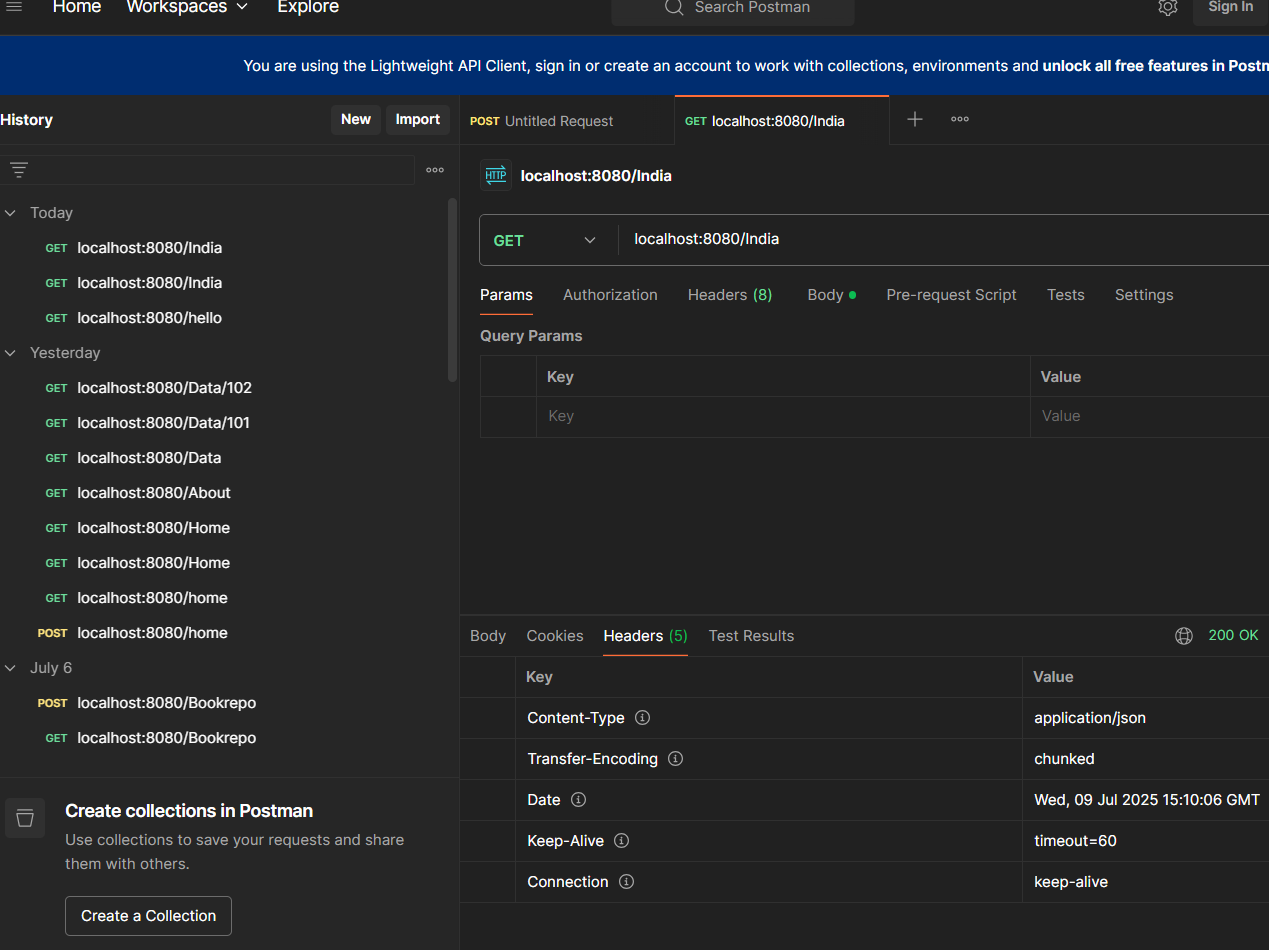 Home Workspaces Explore Search Postman Sign In
You are using the Lightweight API Client, sign in or create an account to work with collections, environments and unlock all free features in
History New Import
POST Untitled Request GET localhost:8080/India
localhost:8080/India
GET localhost:8080/India
Params Authorization Headers (8) Body Pre-request Script Tests Settings
Query Params
Key Value
Key Value
Today
GET localhost:8080/India
GET localhost:8080/India
GET localhost:8080/hello
Yesterday
GET localhost:8080/Data/102
GET localhost:8080/Data/101
GET localhost:8080/Data
GET localhost:8080/About
GET localhost:8080/Home
GET localhost:8080/Home
GET localhost:8080/home
POST localhost:8080/home
July 6
POST localhost:8080/Bookrepo
GET localhost:8080/Bookrepo
Create collections in Postman
Use collections to save your requests and share
them with others.
Create a Collection
Body Cookies Headers (5) Test Results 200 OK
Key Value
Content-Type application/json
Transfer-Encoding chunked
Date Wed, 09 Jul 2025 15:10:06 GMT
Keep-Alive timeout=60
Connection keep-alive